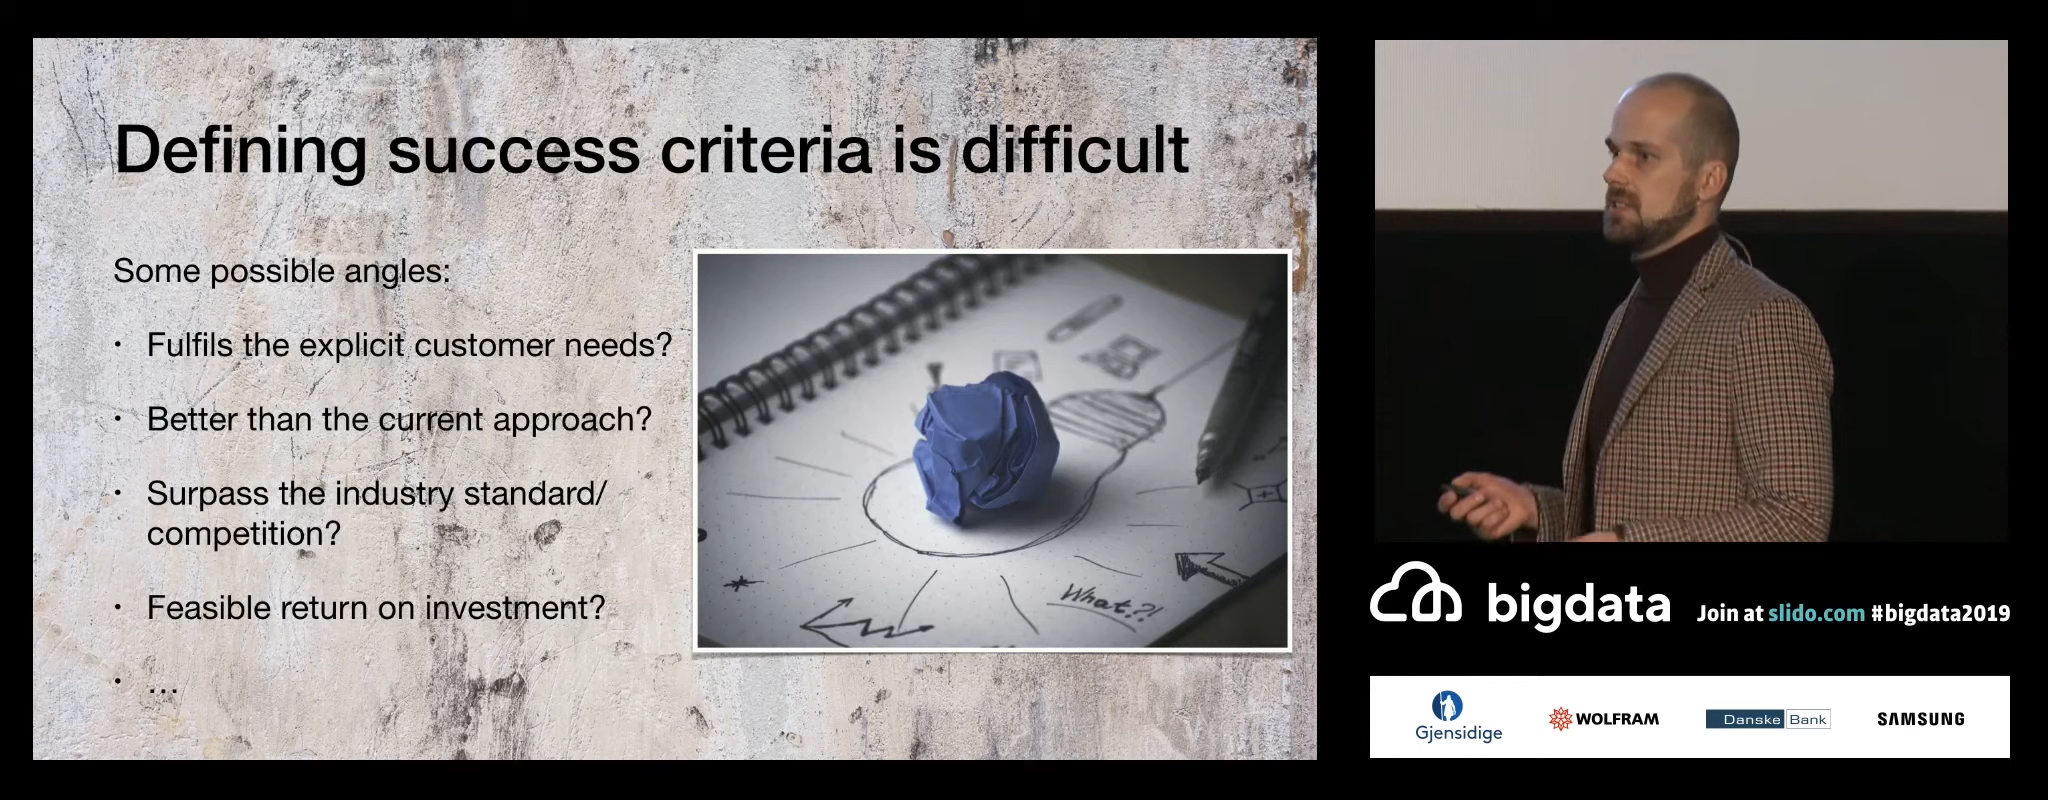 Defining success criteria is difficult
Some possible angles:
• Fulfils the explicit customer needs?
• Better than the current approach?
• Surpass the industry standard/
competition?
• Feasible return on investment?
• …
What?!
bigdata
Join at slido.com #bigdata2019
Gjensidige
WOLFRAM
Danske Bank
SAMSUNG